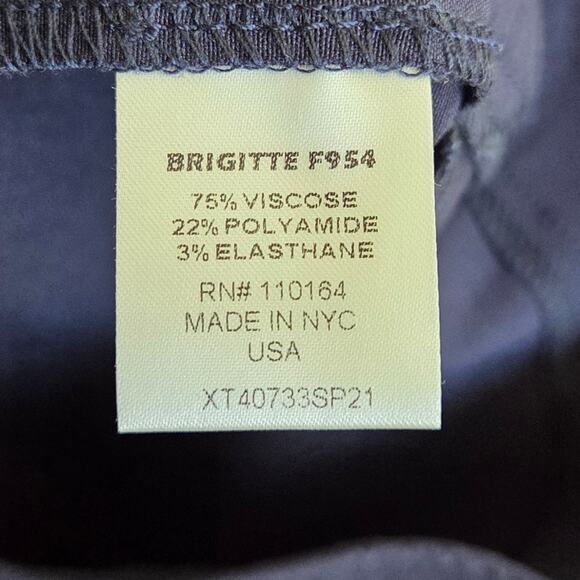 BRIGITTE F954
75% VISCOSE
22% POLYAMIDE
3% ELASTHANE
RN# 110164
MADE IN NYC
USA
XT40733SP21